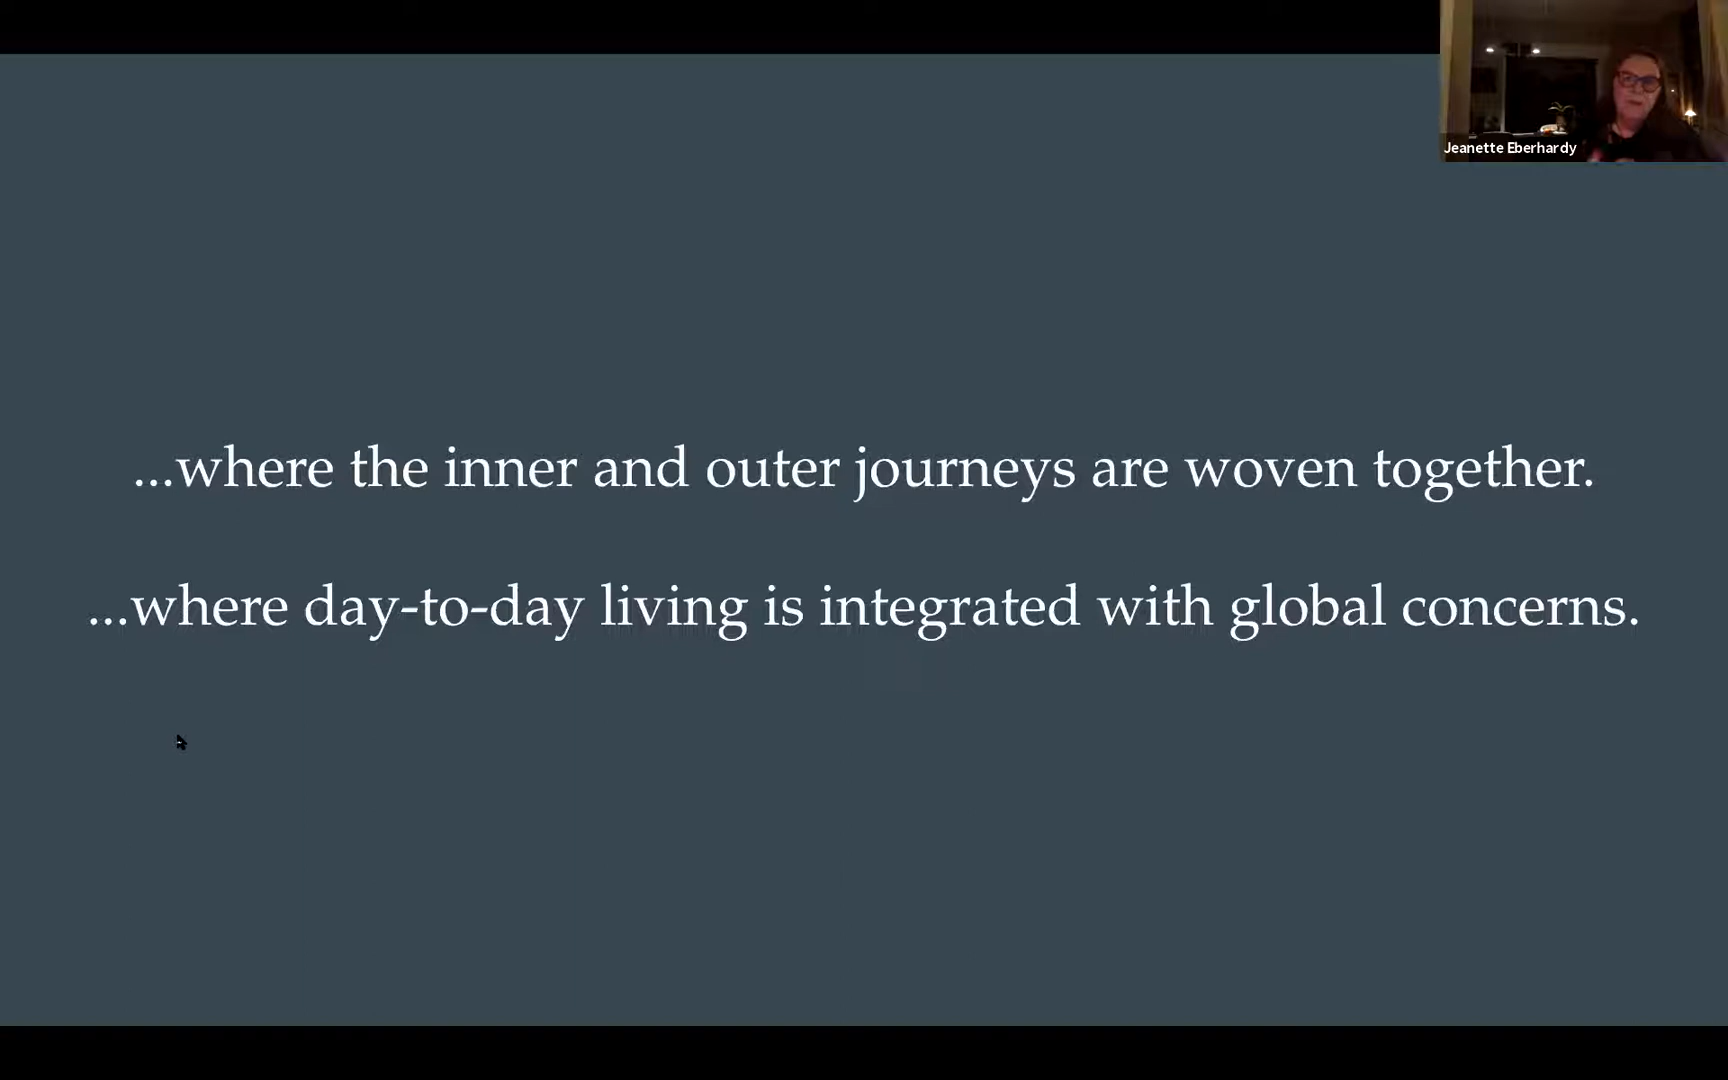 Jeanette Eberhardy
...where the inner and outer journeys are woven together.
...where day-to-day living is integrated with global concerns.